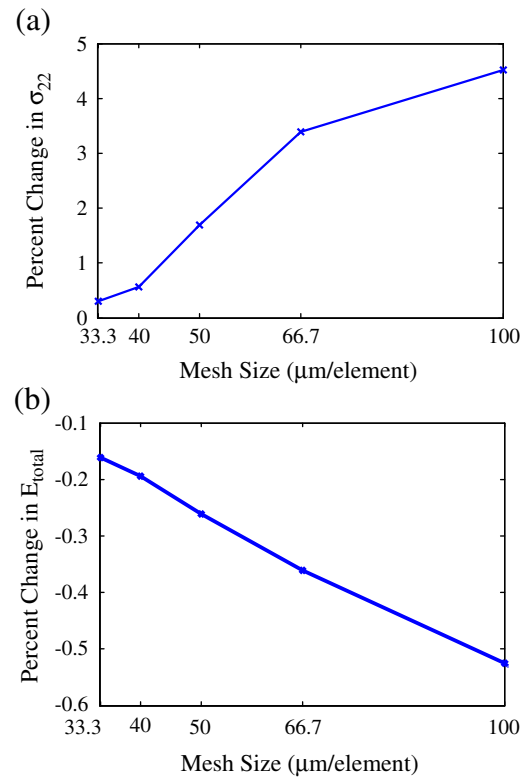 (a)
5
4
3
2
1
0
Percent Change in σ22
33.3 40 50 66.7 100
Mesh Size (μm/element)
(b)
-0.1
-0.2
-0.3
-0.4
-0.5
-0.6
Percent Change in Etotal
33.3 40 50 66.7 100
Mesh Size (μm/element)